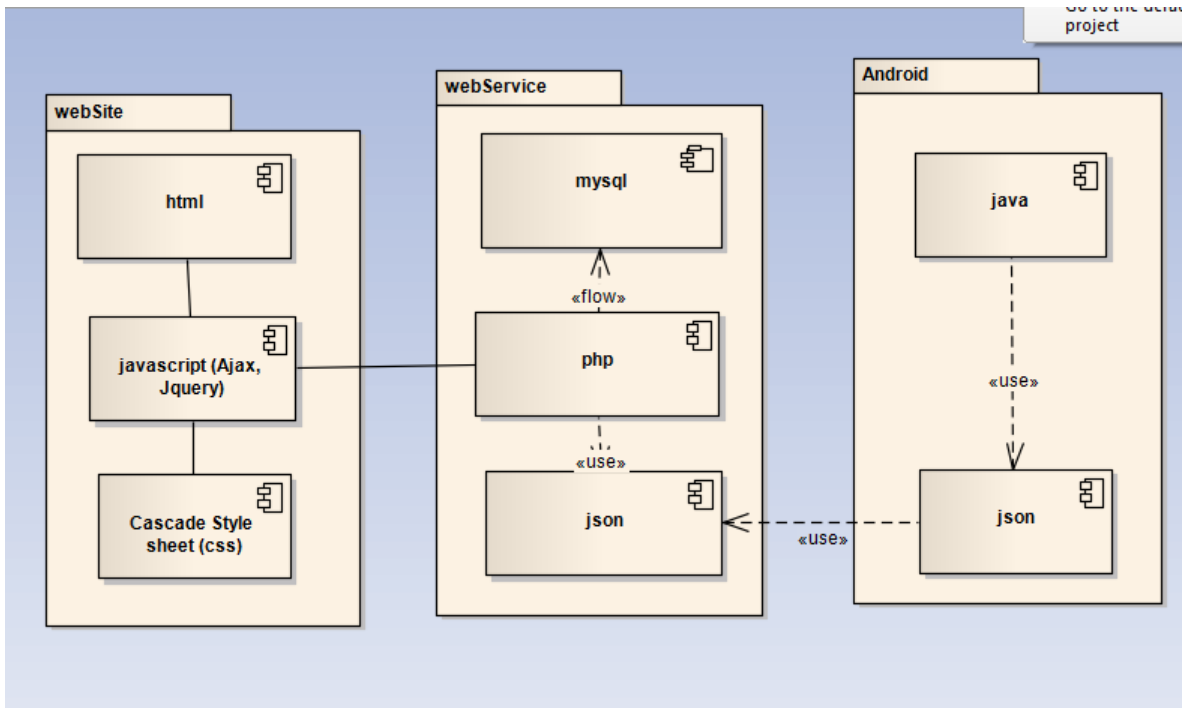 project
webSite
html
javascript (Ajax,
Jquery)
Cascade Style
sheet (css)
webService
mysql
«flow»
php
«use»
json
«use»
Android
java
«use»
json